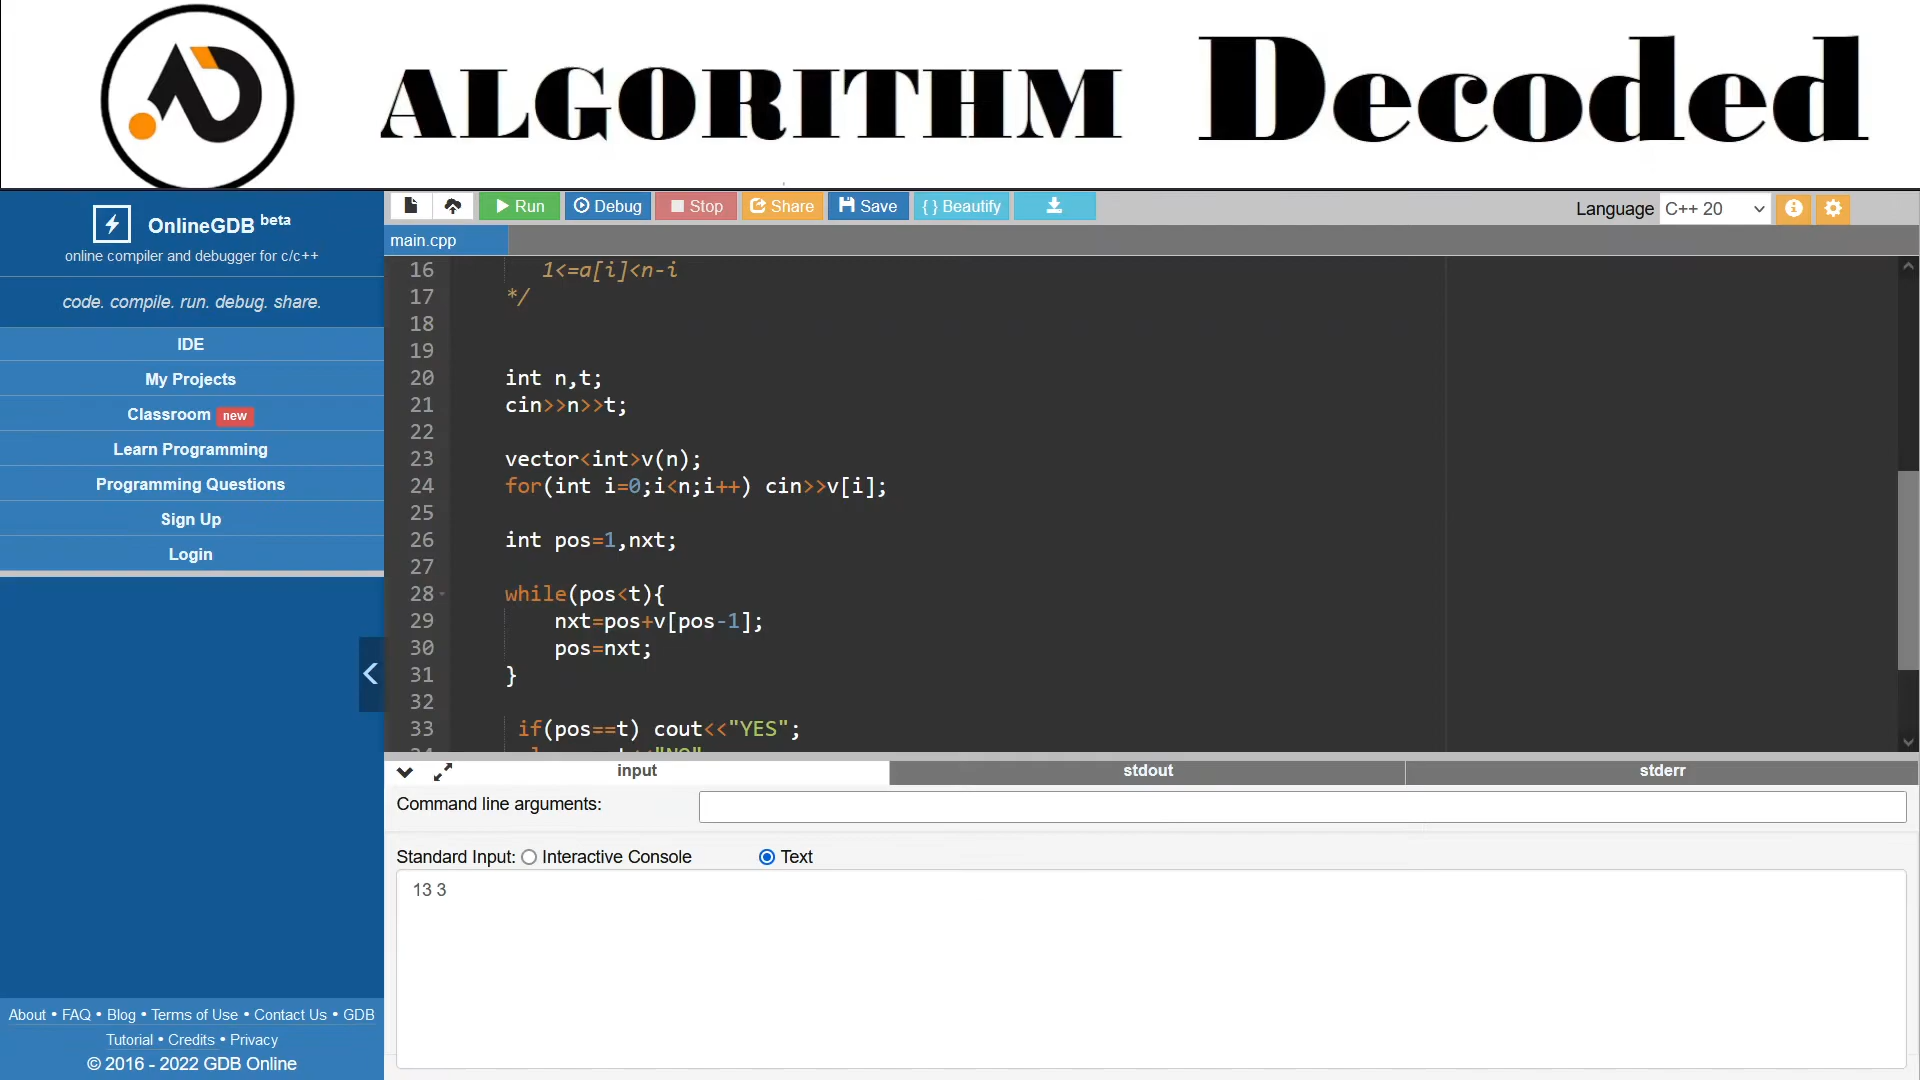 ALGORITHM Decoded
OnlineGDB beta
online compiler and debugger for c/c++
code. compile. run. debug. share.
IDE
My Projects
Classroom new
Learn Programming
Programming Questions
Sign Up
Login
About • FAQ • Blog • Terms of Use • Contact Us • GDB
Tutorial • Credits • Privacy
© 2016 - 2022 GDB Online
Run Debug Stop Share Save { } Beautify
Language C++ 20
main.cpp
16 1<=a[i]<n-i
17 */
18
19
20 int n,t;
21 cin>>n>>t;
22
23 vector<int>v(n);
24 for(int i=0;i<n;i++) cin>>v[i];
25
26 int pos=1,nxt;
27
28 while(pos<t){
29 nxt=pos+v[pos-1];
30 pos=nxt;
31 }
32
33 if(pos==t) cout<<"YES";
input stdout stderr
Command line arguments:
Standard Input: Interactive Console Text
13 3